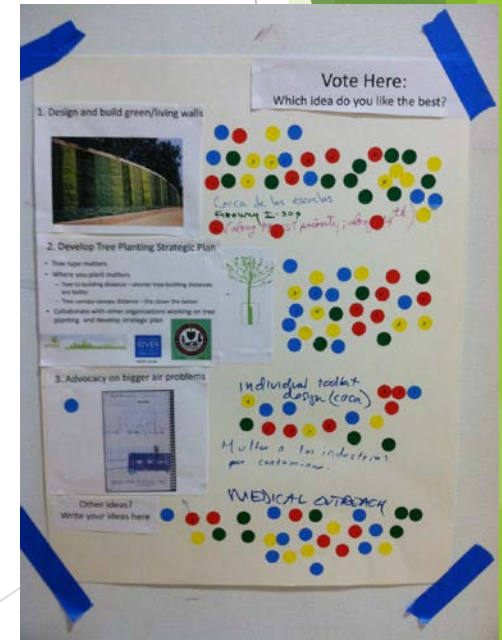 Vote Here:
Which idea do you like the best?
1. Design and build green/living walls
Cerca de las escuelas
2. Develop Tree Planting Strategic Plan
• Tree type matters
• Where you plant matters
– Tree to building distance – shorter tree-building distances
are better
– Tree canopy-canopy distance – the closer the better
• Collaborate with other organizations working on tree
planting and develop strategic plan
RIVER
3. Advocacy on bigger air problems
Individual toolkit
design (coca)
Multar a las industrias
por contaminar.
Other ideas?
Write your ideas here
MEDICAL OUTREACH